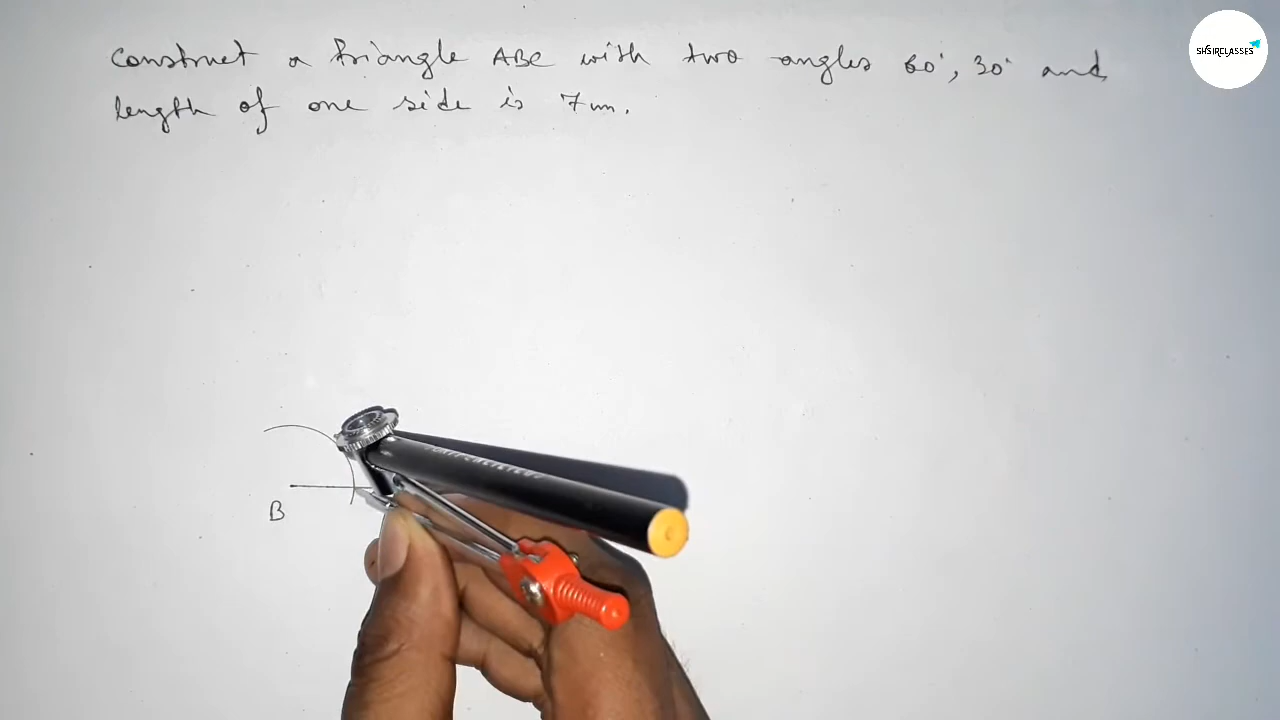 Construct a triangle ABC with two angles 60°, 30° and
length of one side is 7cm.
B
SHSIRCLASSES